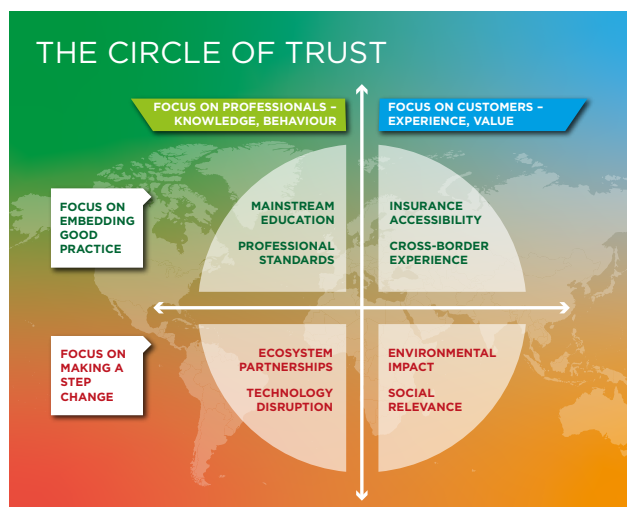 THE CIRCLE OF TRUST
FOCUS ON PROFESSIONALS –
KNOWLEDGE, BEHAVIOUR
FOCUS ON CUSTOMERS –
EXPERIENCE, VALUE
FOCUS ON
EMBEDDING
GOOD
PRACTICE
MAINSTREAM
EDUCATION
PROFESSIONAL
STANDARDS
INSURANCE
ACCESSIBILITY
CROSS-BORDER
EXPERIENCE
FOCUS ON
MAKING A
STEP
CHANGE
ECOSYSTEM
PARTNERSHIPS
TECHNOLOGY
DISRUPTION
ENVIRONMENTAL
IMPACT
SOCIAL
RELEVANCE